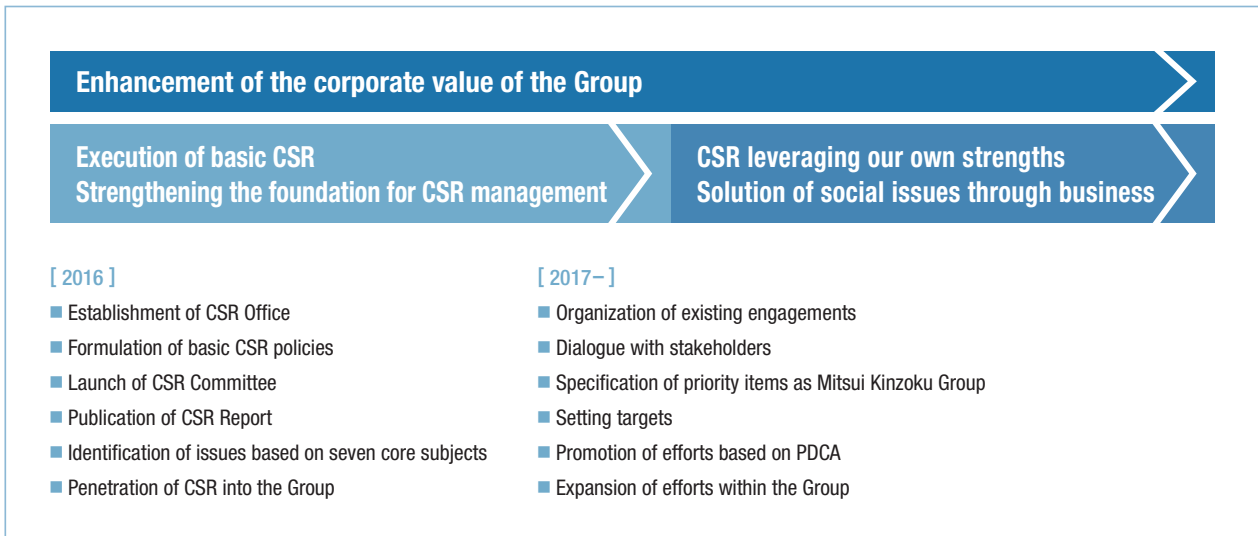 Enhancement of the corporate value of the Group
Execution of basic CSR
Strengthening the foundation for CSR management
CSR leveraging our own strengths
Solution of social issues through business
[ 2016 ]
Establishment of CSR Office
Formulation of basic CSR policies
Launch of CSR Committee
Publication of CSR Report
Identification of issues based on seven core subjects
Penetration of CSR into the Group
[ 2017– ]
Organization of existing engagements
Dialogue with stakeholders
Specification of priority items as Mitsui Kinzoku Group
Setting targets
Promotion of efforts based on PDCA
Expansion of efforts within the Group